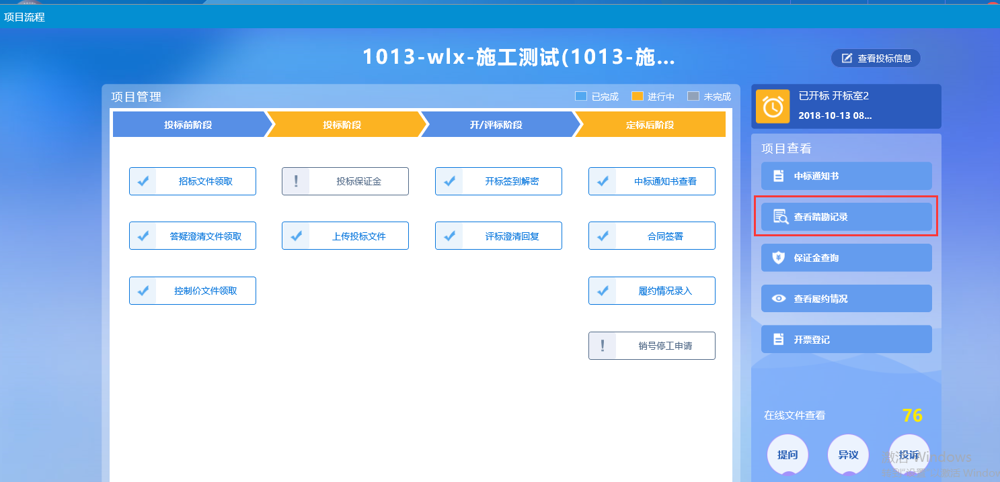 项目流程
1013-wlx-施工测试(1013-施...
查看投标信息
项目管理
已完成
进行中
未完成
投标前阶段
投标阶段
开/评标阶段
定标后阶段
招标文件领取
投标保证金
开标签到解密
中标通知书查看
答疑澄清文件领取
上传投标文件
评标澄清回复
合同签署
控制价文件领取
履约情况录入
销号停工申请
已开标 开标室2
2018-10-13 08...
项目查看
中标通知书
查看踏勘记录
保证金查询
查看履约情况
开票登记
在线文件查看
76
提问
异议
投诉
激活 Windows
转到"设置"以激活 Window